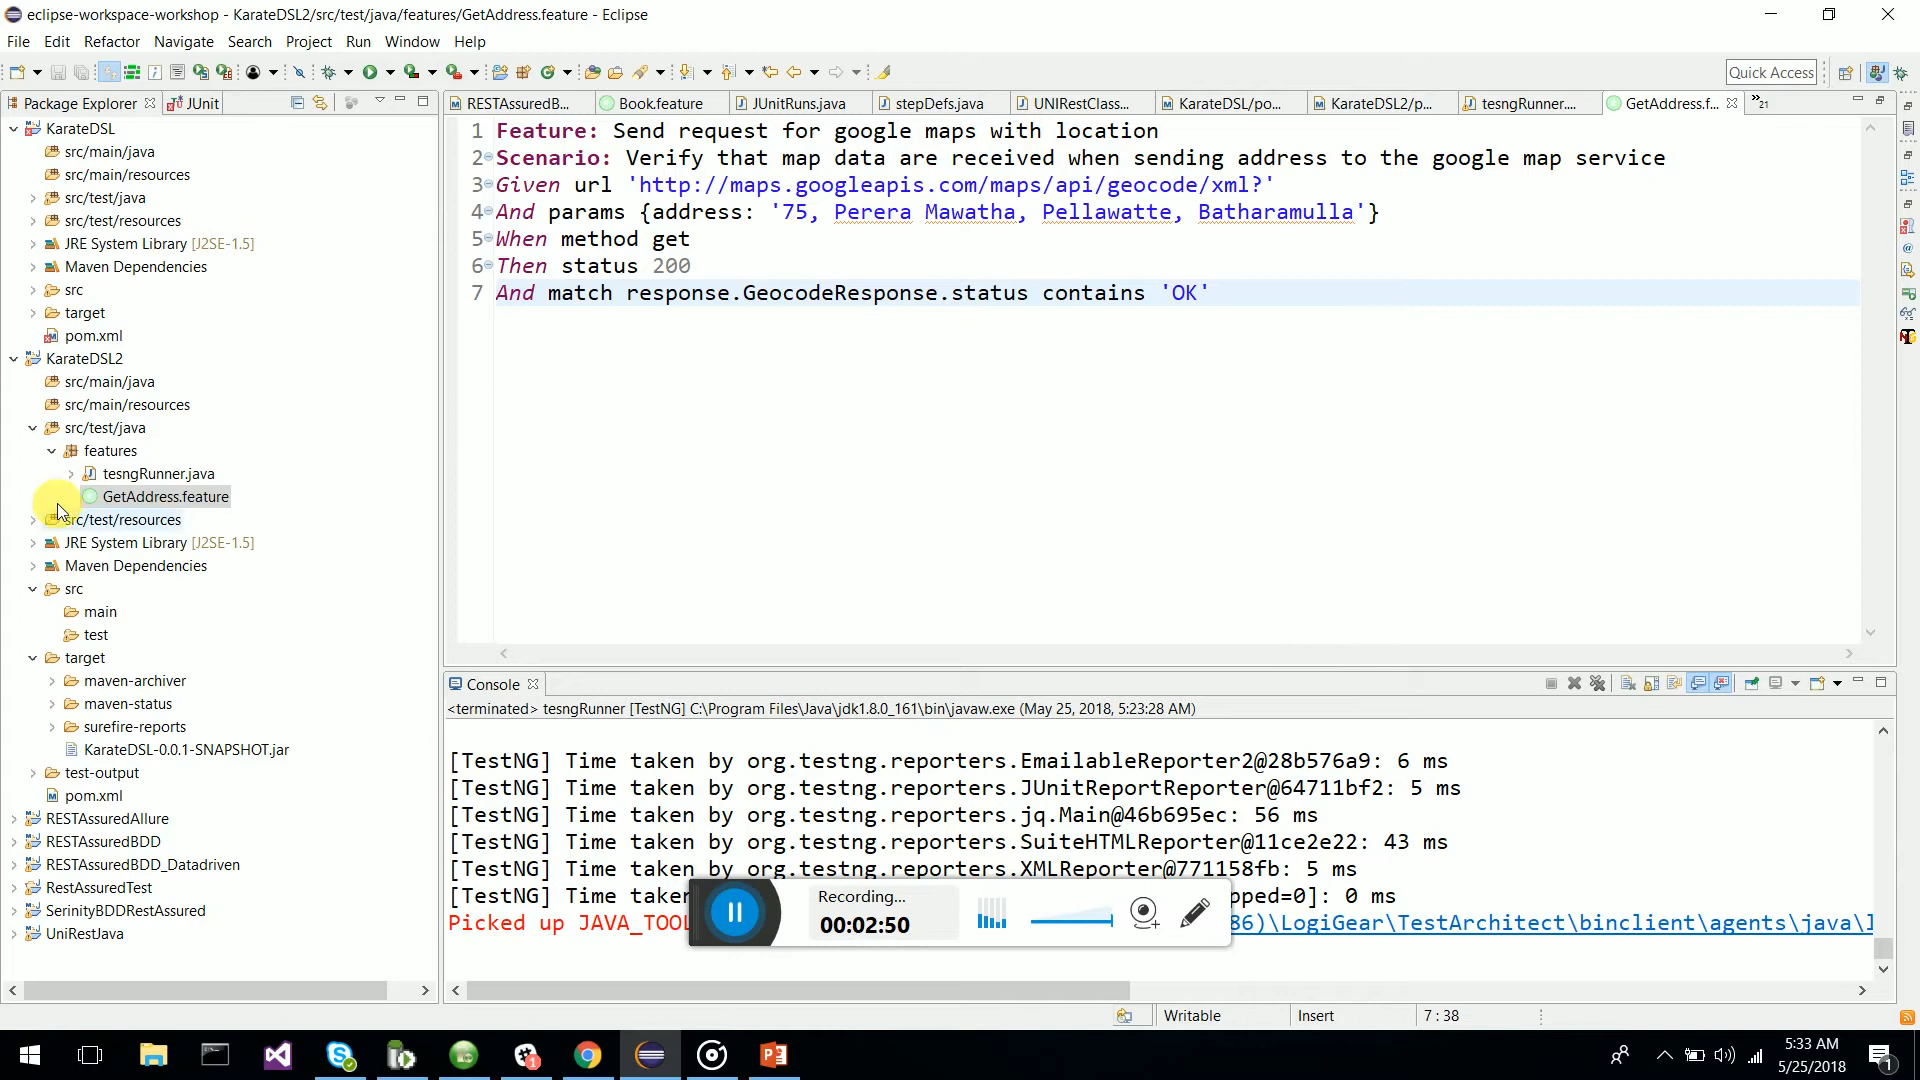 eclipse-workspace-workshop - KarateDSL2/src/test/java/features/GetAddress.feature - Eclipse
File Edit Refactor Navigate Search Project Run Window Help
Quick Access
Package Explorer JUnit
RESTAssuredB... Book.feature JUnitRuns.java stepDefs.java UNIRestClass... KarateDSL/po... KarateDSL2/p... tesngRunner.... GetAddress.f... »21
KarateDSL
src/main/java
src/main/resources
src/test/java
src/test/resources
JRE System Library [J2SE-1.5]
Maven Dependencies
src
target
pom.xml
KarateDSL2
src/main/java
src/main/resources
src/test/java
features
tesngRunner.java
GetAddress.feature
src/test/resources
JRE System Library [J2SE-1.5]
Maven Dependencies
src
main
test
target
maven-archiver
maven-status
surefire-reports
KarateDSL-0.0.1-SNAPSHOT.jar
test-output
pom.xml
RESTAssuredAllure
RESTAssuredBDD
RESTAssuredBDD_Datadriven
RestAssuredTest
SerinityBDDRestAssured
UniRestJava
1 Feature: Send request for google maps with location
2 Scenario: Verify that map data are received when sending address to the google map service
3 Given url 'http://maps.googleapis.com/maps/api/geocode/xml?'
4 And params {address: '75, Perera Mawatha, Pellawatte, Batharamulla'}
5 When method get
6 Then status 200
7 And match response.GeocodeResponse.status contains 'OK'
Console
<terminated> tesngRunner [TestNG] C:\Program Files\Java\jdk1.8.0_161\bin\javaw.exe (May 25, 2018, 5:23:28 AM)
[TestNG] Time taken by org.testng.reporters.EmailableReporter2@28b576a9: 6 ms
[TestNG] Time taken by org.testng.reporters.JUnitReportReporter@64711bf2: 5 ms
[TestNG] Time taken by org.testng.reporters.jq.Main@46b695ec: 56 ms
[TestNG] Time taken by org.testng.reporters.SuiteHTMLReporter@11ce2e22: 43 ms
[TestNG] Time taken by org.testng.reporters.XMLReporter@771158fb: 5 ms
[TestNG] Time taken pped=0]: 0 ms
Picked up JAVA_TOOL 86)\LogiGear\TestArchitect\binclient\agents\java\l
Recording...
00:02:50
Writable Insert 7 : 38
5:33 AM
5/25/2018
1
1